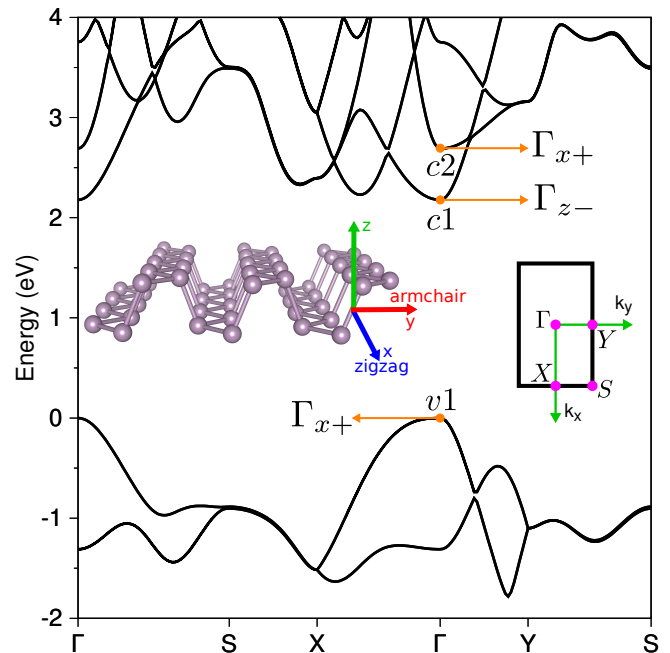 4
3
2
1
0
-1
-2
Energy (eV)
Γ S X Γ Y S
Γx+
c2
Γz−
c1
z
armchair
y
x
zigzag
Γ
ky
Y
X
S
kx
Γx+
v1